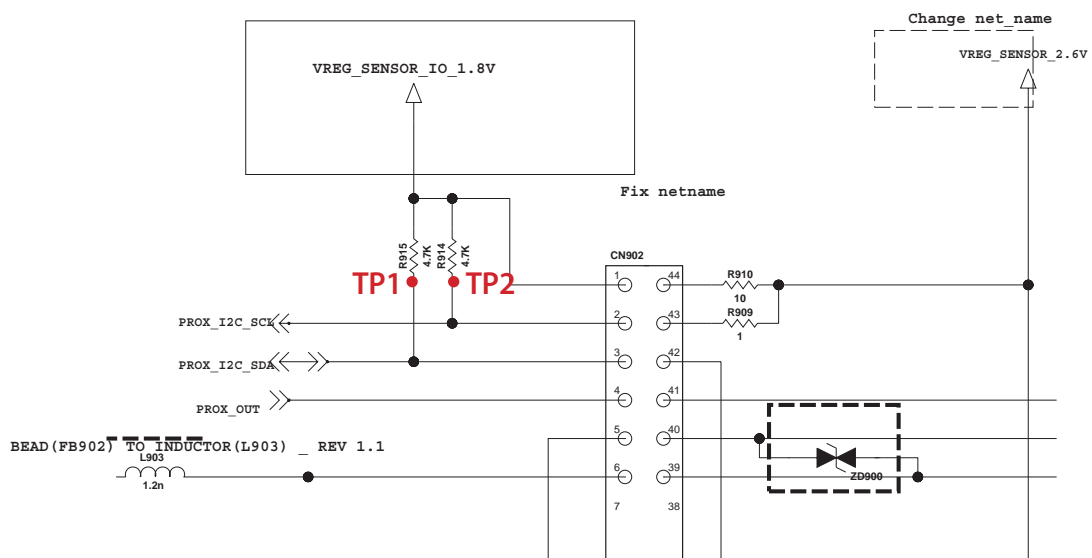 Change net_name
VREG_SENSOR_IO_1.8V
VREG_SENSOR_2.6V
Fix netname
R915
4.7K
R914
4.7K
CN902
TP1
TP2
1
44
R910
10
PROX_I2C_SCL
2
43
R909
1
PROX_I2C_SDA
3
42
PROX_OUT
4
41
BEAD(FB902) TO INDUCTOR(L903) _ REV 1.1
5
40
L903
1.2n
6
39
ZD900
7
38